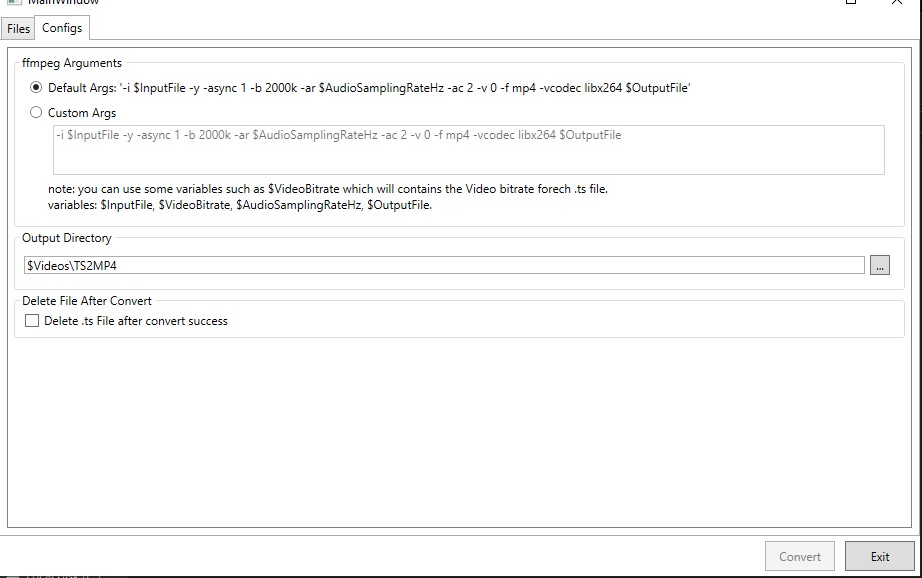 MainWindow
Files
Configs
ffmpeg Arguments
Default Args: '-i $InputFile -y -async 1 -b 2000k -ar $AudioSamplingRateHz -ac 2 -v 0 -f mp4 -vcodec libx264 $OutputFile'
Custom Args
-i $InputFile -y -async 1 -b 2000k -ar $AudioSamplingRateHz -ac 2 -v 0 -f mp4 -vcodec libx264 $OutputFile
note: you can use some variables such as $VideoBitrate which will contains the Video bitrate forech .ts file.
variables: $InputFile, $VideoBitrate, $AudioSamplingRateHz, $OutputFile.
Output Directory
$Videos\TS2MP4
...
Delete File After Convert
Delete .ts File after convert success
Convert
Exit